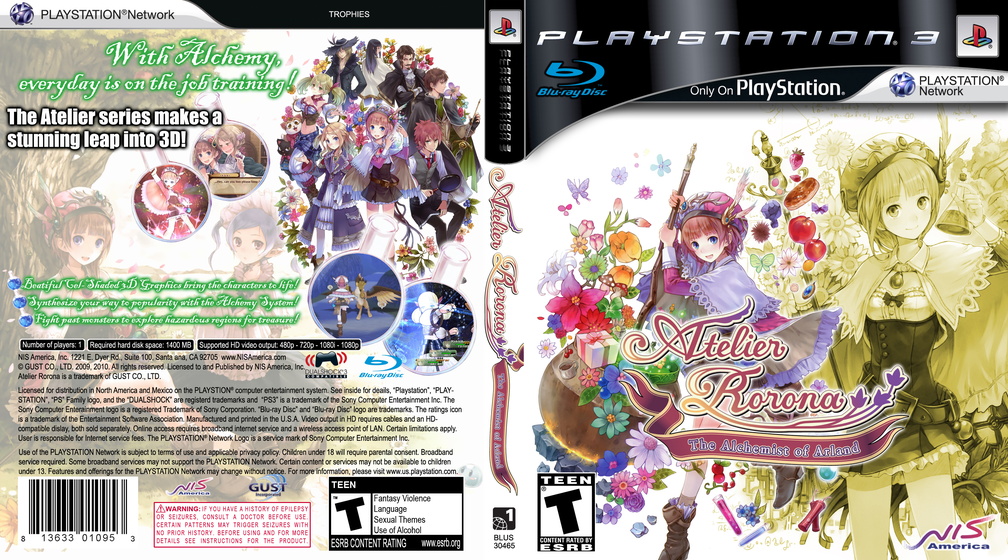 PLAYSTATION®Network
TROPHIES
With Alchemy,
everyday is on the job training!
The Atelier series makes a
stunning leap into 3D!
Beatiful Cel-Shaded 3D Graphics bring the characters to life!
Synthesize your way to popularity with the Alchemy System!
Fight past monsters to explore hazardous regions for treasure!
Number of players: 1
Required hard disk space: 1400 MB
Supported HD video output: 480p - 720p - 1080i - 1080p
NIS America, Inc. 1221 E. Dyer Rd., Suite 100, Santa ana, CA 92705 www.NISAmerica.com
© GUST CO., LTD. 2009, 2010. All rights reserved. Licensed to and Published by NIS America, Inc.
Atelier Rorona is a trademark of GUST CO., LTD.
DUALSHOCK 3
COMPATIBLE
Blu-ray Disc
Licensed for distribution in North America and Mexico on the PLAYSTION® computer entertainment system. See inside for deails, "Playstation", "PLAY-
STATION", "PS" Family logo, and the "DUALSHOCK" are registerd trademarks and "PS3" is a trademark of the Sony Computer Entertainment Inc. The
Sony Computer Enterainment logo is a registered Trademark of Sony Corporation. "Blu-ray Disc" and "Blu-ray Disc" logo are trademarks. The ratings icon
is a trademark of the Entertainment Software Association. Manufactured and printed in the U.S.A. Video output in HD requires cables and an HD-
compatible dislay, both sold separately. Online access requires broadband internet service and a wireless access point of LAN. Certain limitations apply.
User is responsible for Internet service fees. The PLAYSTATION® Network Logo is a service mark of Sony Computer Entertainment Inc.
Use of the PLAYSTATION Network is subject to terms of use and applicable privacy policy. Children under 18 will require parental consent. Broadband
service required. Some broadband services may not support the PLAYSTATION Network. Certain content or services may not be available to children
under 13. Features and offerings for the PLAYSTATION Network may change without notice. For more information, please visit www.us.playstation.com.
8 13633 01095 3
NIS
America
GUST
Incorporated
WARNING: IF YOU HAVE A HISTORY OF EPILEPSY
OR SEIZURES, CONSULT A DOCTOR BEFORE USE.
CERTAIN PATTERNS MAY TRIGGER SEIZURES WITH
NO PRIOR HISTORY. BEFORE USING AND FOR MORE
DETAILS SEE INSTRUCTIONS FOR THE PRODUCT.
TEEN
T
Fantasy Violence
Language
Sexual Themes
Use of Alcohol
ESRB CONTENT RATING www.esrb.org
PLAYSTATION 3
Atelier Rorona
The Alchemist of Arland
1
BLUS
30465
PLAYSTATION®3
Blu-ray Disc
Only On PlayStation®
PLAYSTATION®
Network
Atelier
Rorona
The Alchemist of Arland
TEEN
T
CONTENT RATED BY
ESRB
NIS
America